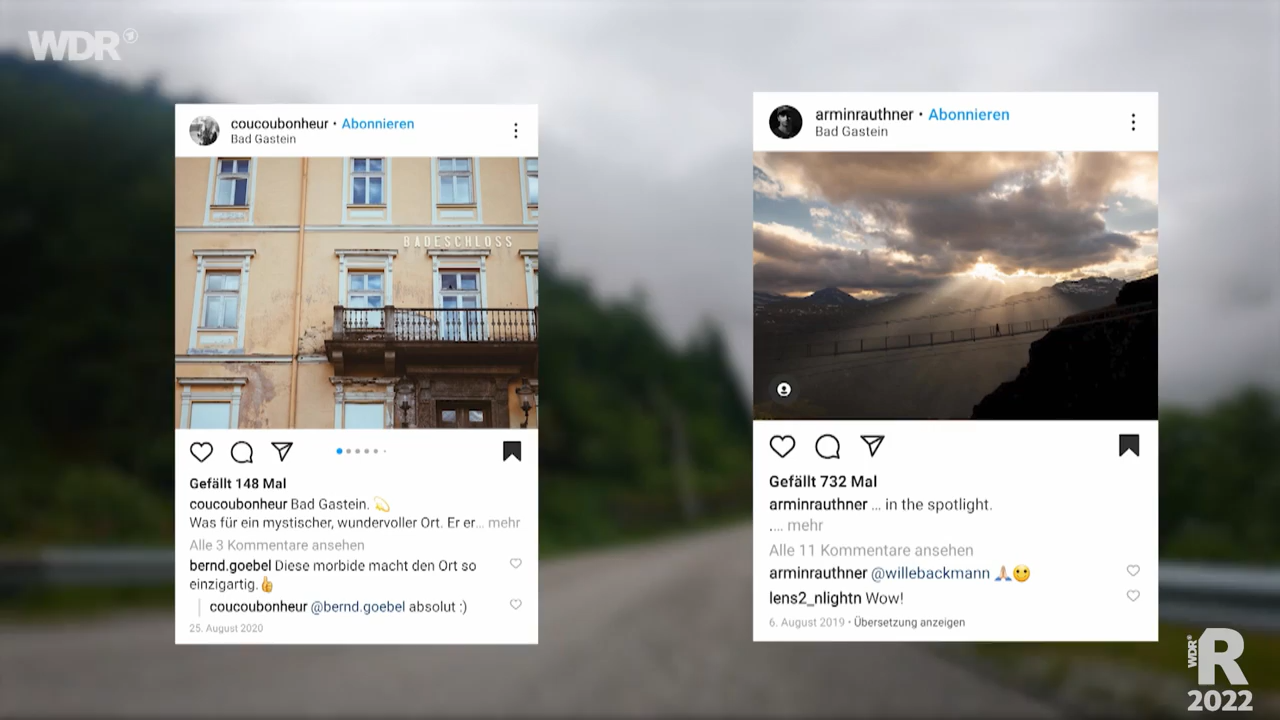 WDR
coucoubonheur • Abonnieren
Bad Gastein
BADESCHLOSS
Gefällt 148 Mal
coucoubonheur Bad Gastein. 💫
Was für ein mystischer, wundervoller Ort. Er er... mehr
Alle 3 Kommentare ansehen
bernd.goebel Diese morbide macht den Ort so
einzigartig.👍
coucoubonheur @bernd.goebel absolut :)
25. August 2020
arminrauthner • Abonnieren
Bad Gastein
Gefällt 732 Mal
arminrauthner ... in the spotlight.
.... mehr
Alle 11 Kommentare ansehen
arminrauthner @willebackmann 🙏🙂
lens2_nlightn Wow!
6. August 2019 • Übersetzung anzeigen
WDR R
2022